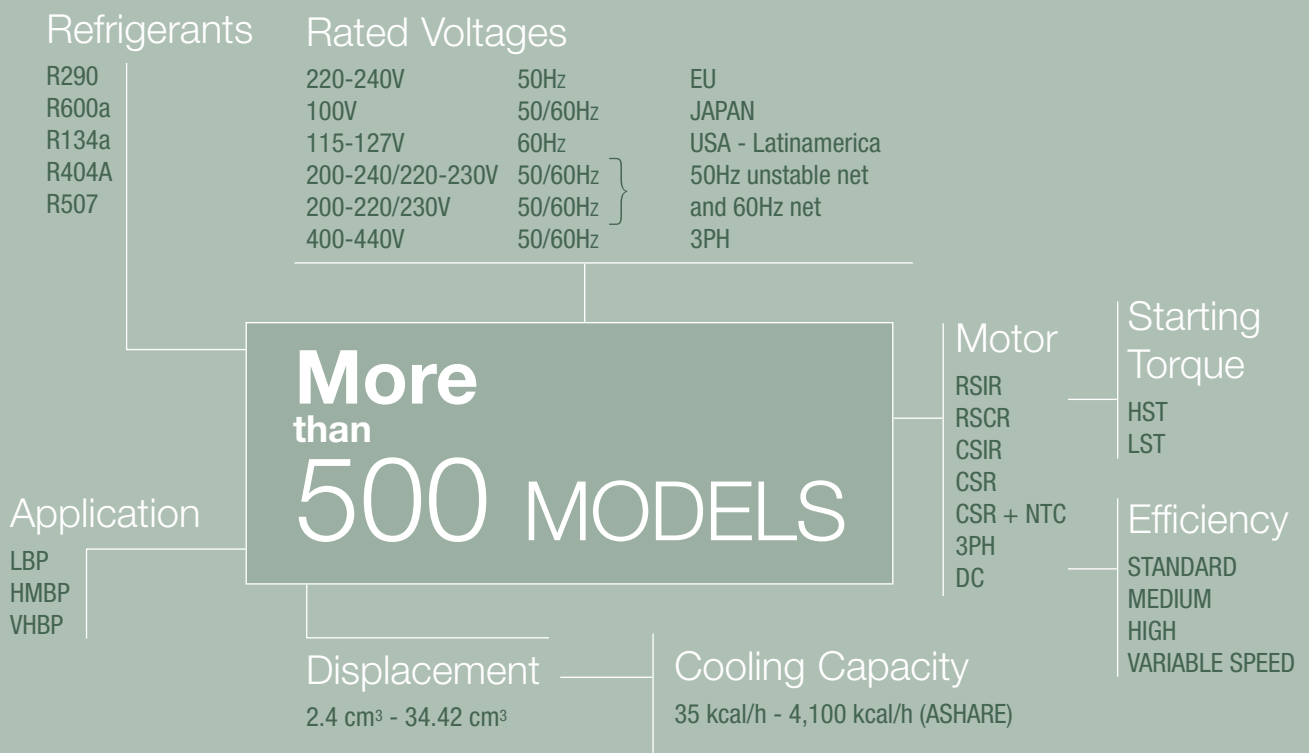 Refrigerants
R290
R600a
R134a
R404A
R507
Rated Voltages
220-240V 50Hz EU
100V 50/60Hz JAPAN
115-127V 60Hz USA - Latinamerica
200-240/220-230V 50/60Hz 50Hz unstable net
200-220/230V 50/60Hz and 60Hz net
400-440V 50/60Hz 3PH
More
than
500 MODELS
Motor
RSIR
RSCR
CSIR
CSR
CSR + NTC
3PH
DC
Starting
Torque
HST
LST
Efficiency
STANDARD
MEDIUM
HIGH
VARIABLE SPEED
Application
LBP
HMBP
VHBP
Displacement
2.4 cm³ - 34.42 cm³
Cooling Capacity
35 kcal/h - 4,100 kcal/h (ASHARE)